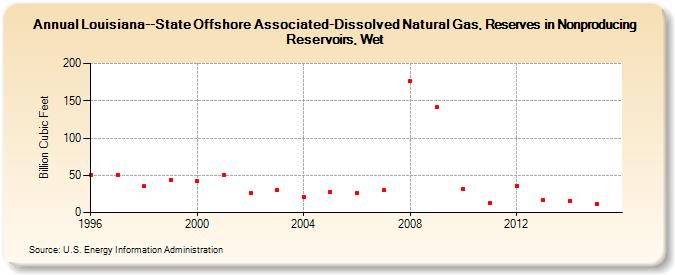 Annual Louisiana--State Offshore Associated-Dissolved Natural Gas, Reserves in Nonproducing
Reservoirs, Wet
Billion Cubic Feet
200
150
100
50
0
1996
2000
2004
2008
2012
Source: U.S. Energy Information Administration